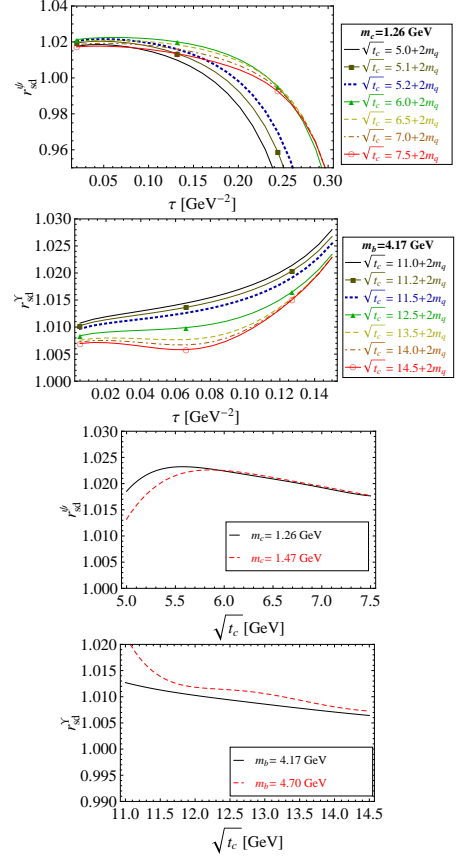 1.04
1.02
1.00
0.98
0.96
r_sd^ψ
0.05 0.10 0.15 0.20 0.25 0.30
τ [GeV⁻²]
m_c = 1.26 GeV
√t_c = 5.0+2m_q
√t_c = 5.1+2m_q
√t_c = 5.2+2m_q
√t_c = 6.0+2m_q
√t_c = 6.5+2m_q
√t_c = 7.0+2m_q
√t_c = 7.5+2m_q
1.030
1.025
1.020
1.015
1.010
1.005
1.000
r_sd^Υ
0.02 0.04 0.06 0.08 0.10 0.12 0.14
τ [GeV⁻²]
m_b = 4.17 GeV
√t_c = 11.0+2m_q
√t_c = 11.2+2m_q
√t_c = 11.5+2m_q
√t_c = 12.5+2m_q
√t_c = 13.5+2m_q
√t_c = 14.0+2m_q
√t_c = 14.5+2m_q
1.030
1.025
1.020
1.015
1.010
1.005
1.000
r_sd^ψ
m_c = 1.26 GeV
m_c = 1.47 GeV
5.0 5.5 6.0 6.5 7.0 7.5
√t_c [GeV]
1.020
1.015
1.010
1.005
1.000
0.995
0.990
r_sd^Υ
m_b = 4.17 GeV
m_b = 4.70 GeV
11.0 11.5 12.0 12.5 13.0 13.5 14.0 14.5
√t_c [GeV]